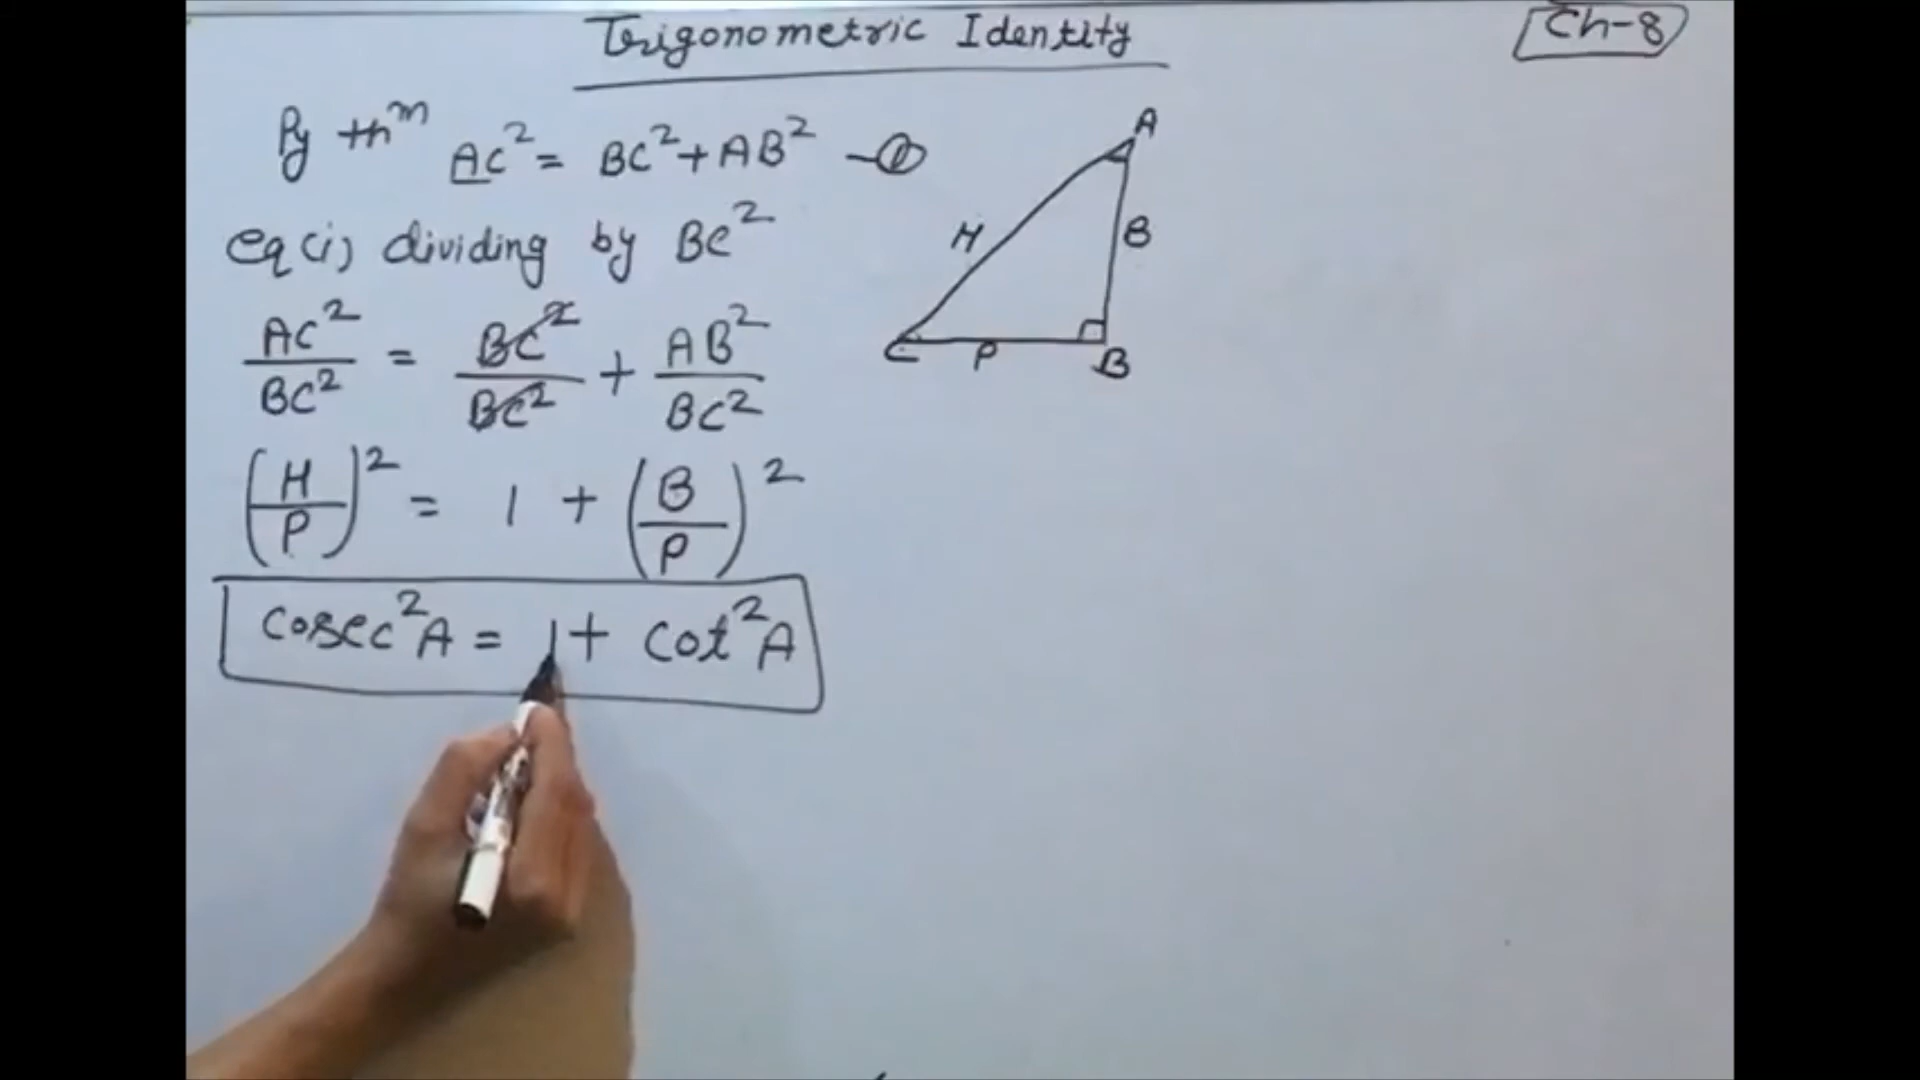 Trigonometric Identity
Ch-8
Py thᵐ AC² = BC² + AB² -①
eq(i) dividing by BC²
AC²/BC² = BC²/BC² + AB²/BC²
(H/P)² = 1 + (B/P)²
cosec²A = 1 + cot²A
A
H
B
C
P
B